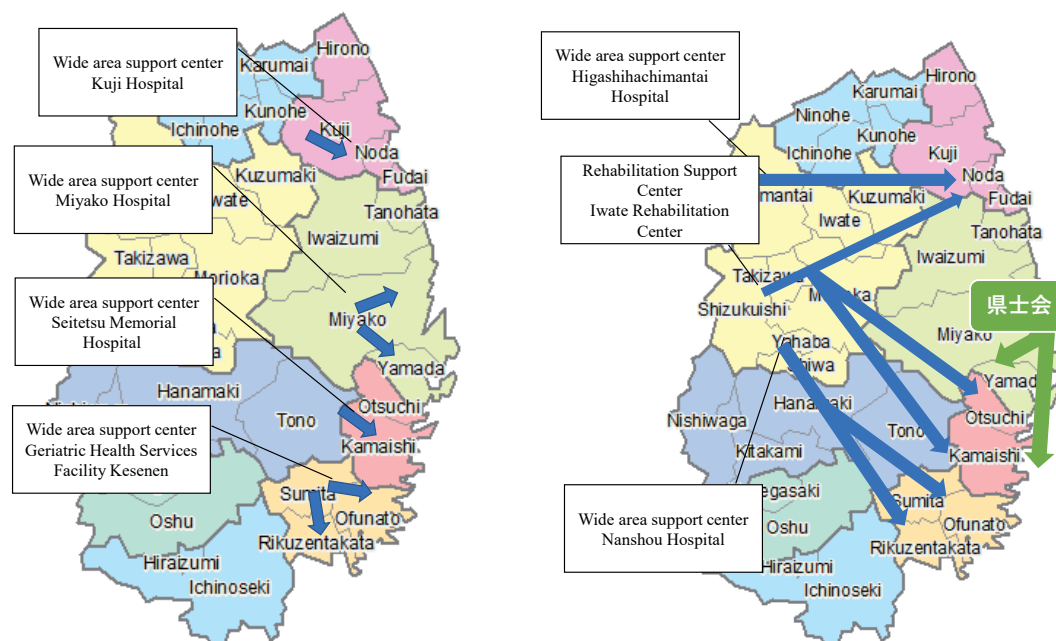 Wide area support center
Kuji Hospital
Wide area support center
Miyako Hospital
Wide area support center
Seitetsu Memorial
Hospital
Wide area support center
Geriatric Health Services
Facility Kesenen
Hirono
Karumai
Kunohe
Ichinohe
Kuji
Noda
Fudai
Kuzumaki
wate
Tanohata
Iwaizumi
Takizawa
Morioka
Miyako
Yamada
Hanamaki
Otsuchi
Tono
Kamaishi
Sumita
Ofunato
Oshu
Rikuzentakata
Hiraizumi
Ichinoseki
Wide area support center
Higashihachimantai
Hospital
Rehabilitation Support
Center
Iwate Rehabilitation
Center
Wide area support center
Nanshou Hospital
Hirono
Karumai
Ninohe
Kunohe
Ichinohe
Kuji
Noda
Fudai
mantai
Kuzumaki
Iwate
Tanohata
Iwaizumi
Takizawa
Shizukuishi
県士会
Miyako
Yahaba
Shiwa
Yamad
Hanamaki
Otsuchi
Nishiwaga
Tono
Kitakami
Kamaishi
egasaki
Sumita
Oshu
Ofunato
Rikuzentakata
Hiraizumi
Ichinoseki